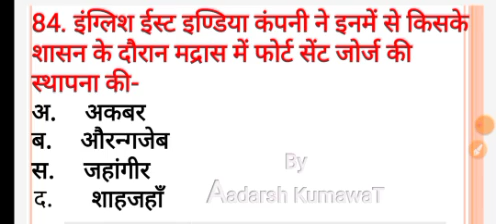 84. इंग्लिश ईस्ट इण्डिया कंपनी ने इनमें से किसके
शासन के दौरान मद्रास में फोर्ट सेंट जोर्ज की
स्थापना की-
अ. अकबर
ब. औरन्गजेब
स. जहांगीर
द. शाहजहाँ
By
Aadarsh KumawaT